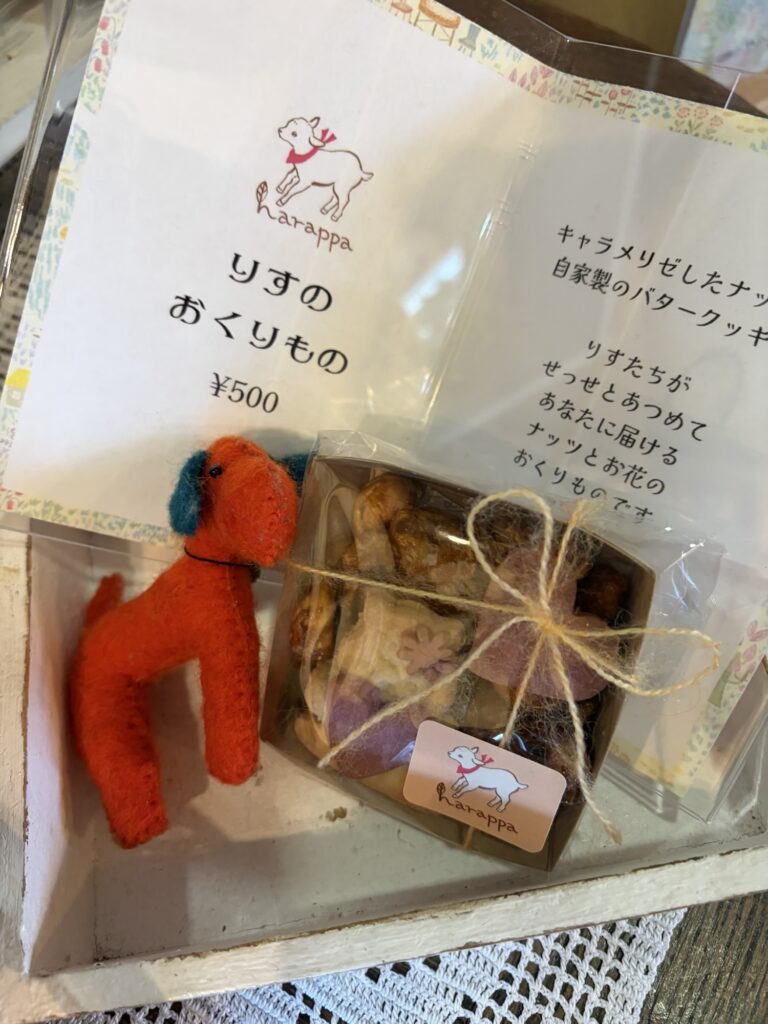 harappa
りすの
おくりもの
¥500
キャラメリゼしたナッ
自家製のバタークッキ
りすたちが
せっせとあつめて
あなたに届ける
ナッツとお花の
おくりものです
harappa